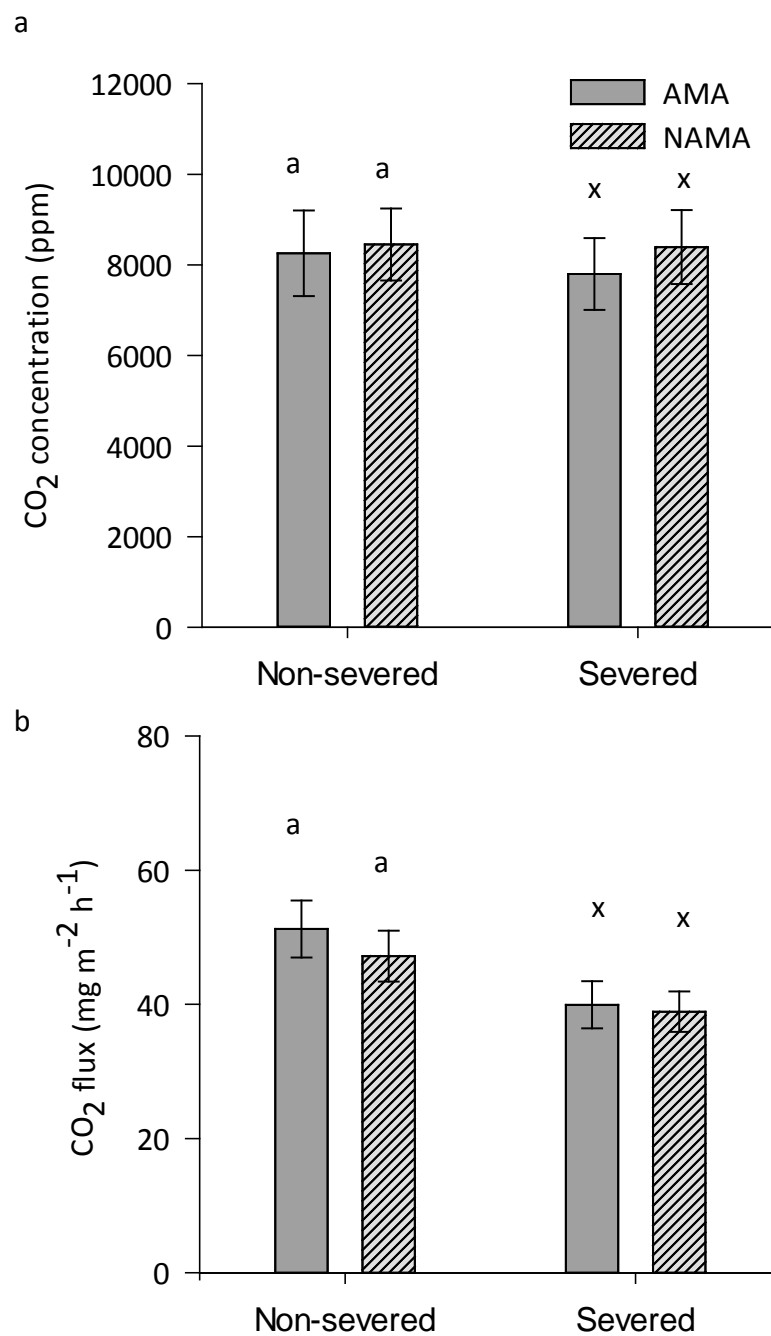 a
CO2 concentration (ppm)
12000
10000
8000
6000
4000
2000
0
AMA
NAMA
a a x x
Non-severed Severed
b
CO2 flux (mg m-2 h-1)
80
60
40
20
0
a a x x
Non-severed Severed